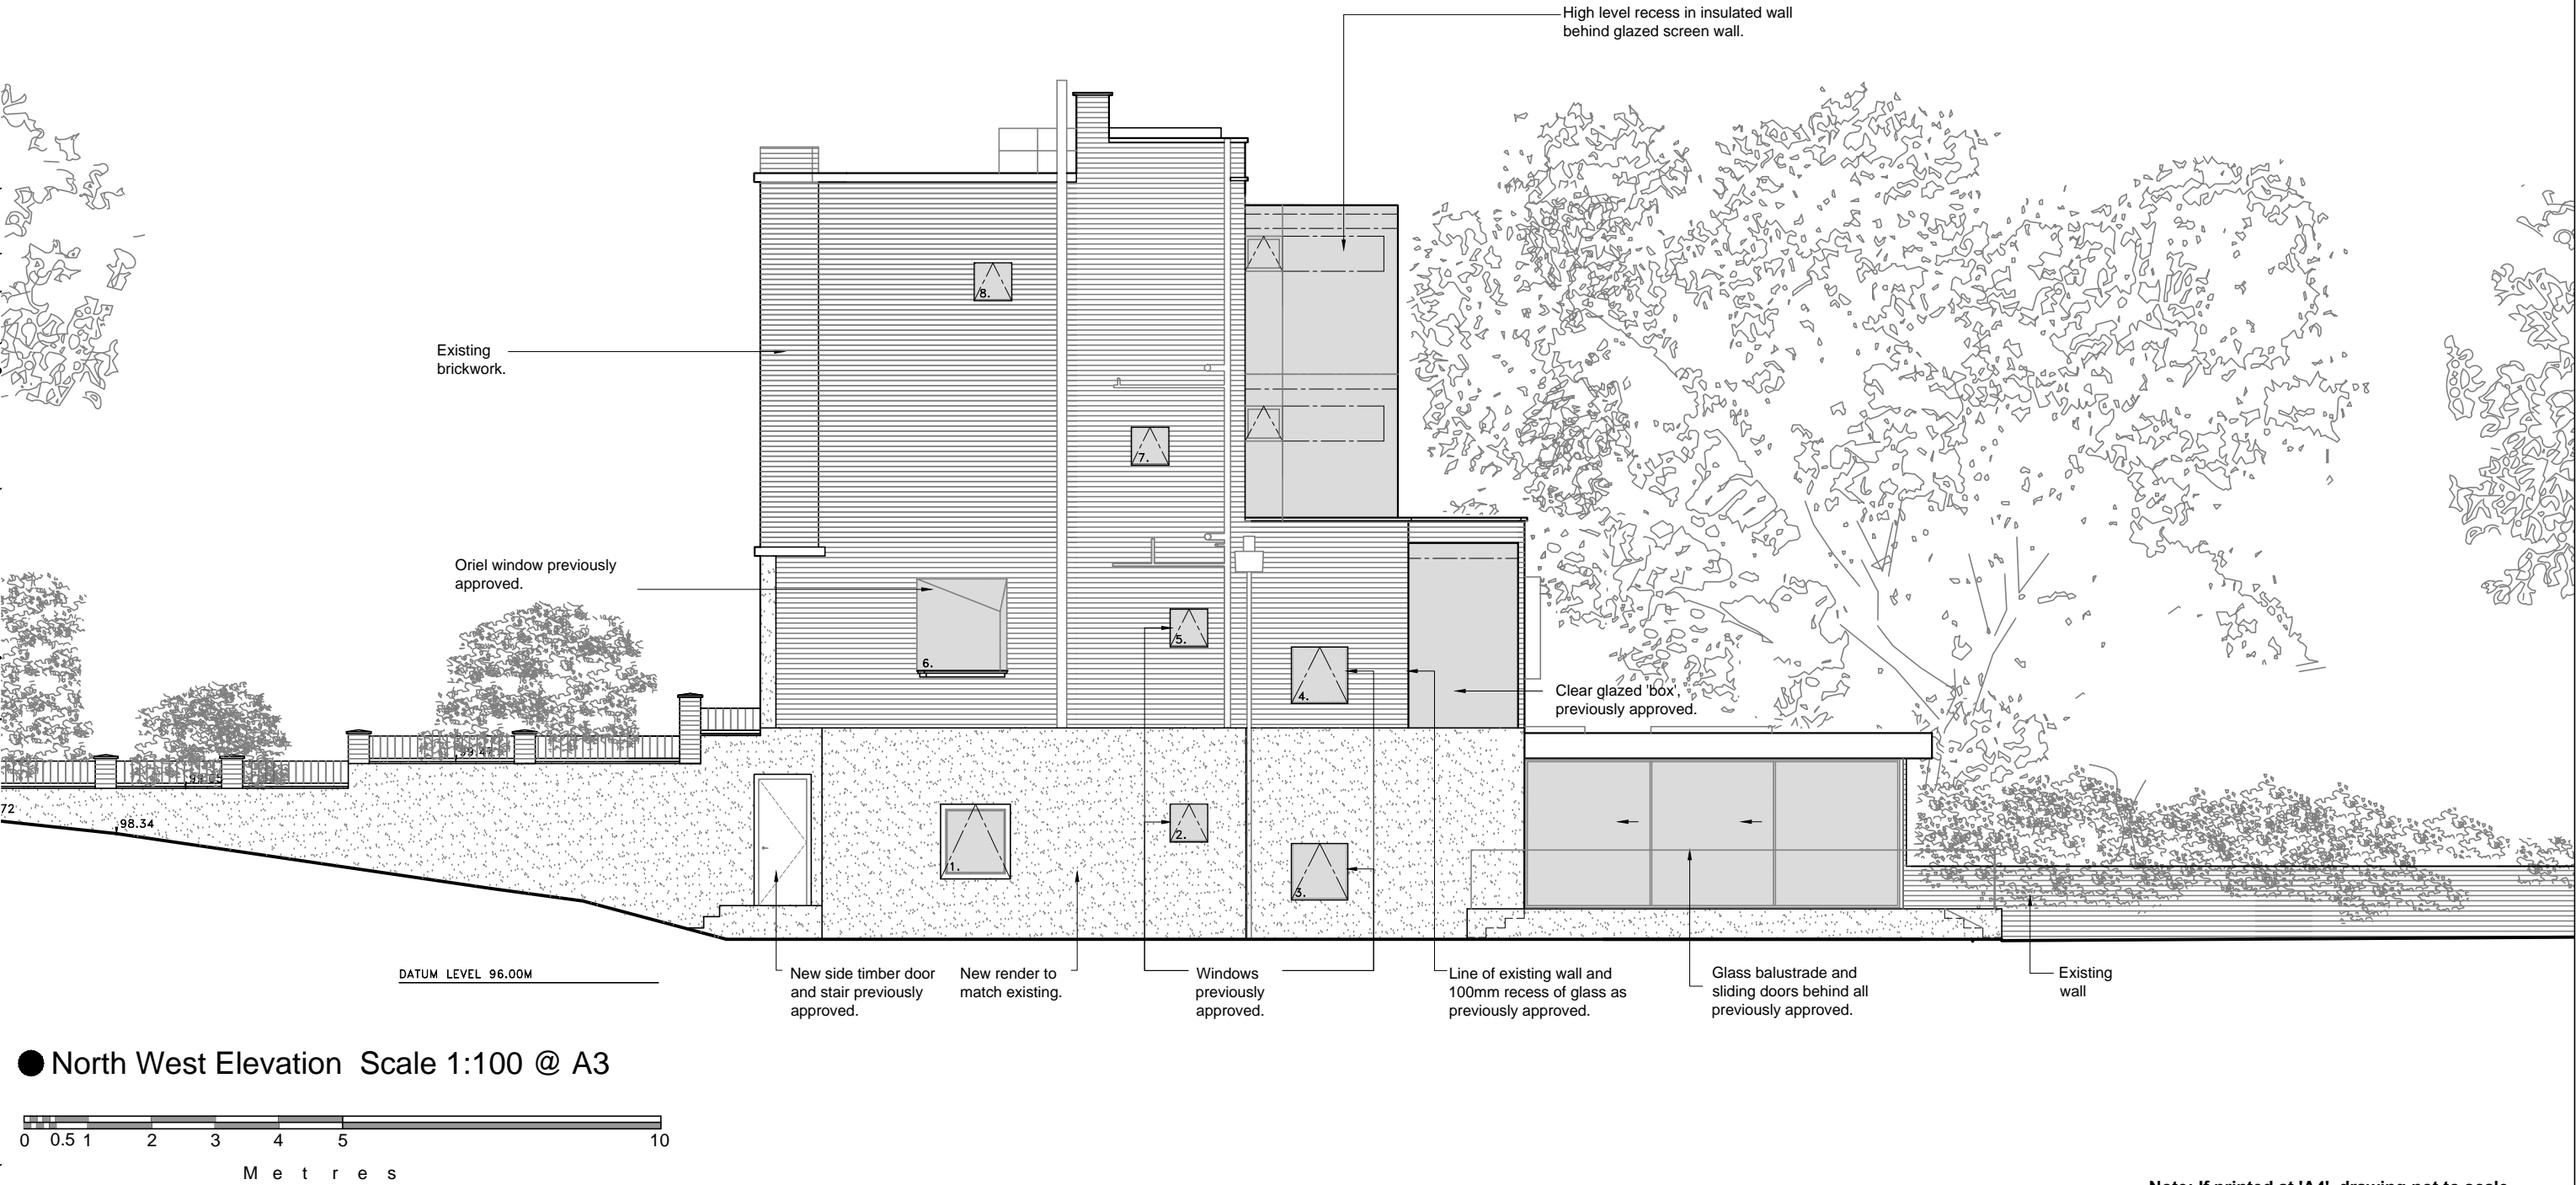 High level recess in insulated wall
behind glazed screen wall.
8.
Existing
brickwork.
7.
Oriel window previously
approved.
5.
6.
4.
Clear glazed 'box',
previously approved.
99.47
72
98.34
1.
2.
3.
DATUM LEVEL 96.00M
New side timber door
and stair previously
approved.
New render to
match existing.
Windows
previously
approved.
Line of existing wall and
100mm recess of glass as
previously approved.
Glass balustrade and
sliding doors behind all
previously approved.
Existing
wall
North West Elevation Scale 1:100 @ A3
0 0.5 1 2 3 4 5 10
Metres